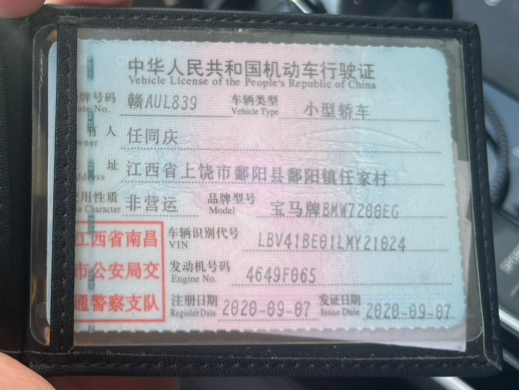 中华人民共和国机动车行驶证
Vehicle License of the People's Republic of China
牌号码 赣AUL839 车辆类型 小型轿车
ate No. Vehicle Type
有 人 任同庆
wner
址 江西省上饶市鄱阳县鄱阳镇任家村
ddress
用性质 非营运 品牌型号 宝马牌BMW7200EG
e Character Model
江西省南昌 车辆识别代号 LBV41BE01LMY21024
VIN
市公安局交 发动机号码 4649F065
Engine No.
通警察支队 注册日期 2020-09-07 发证日期 2020-09-07
Register Date Issue Date